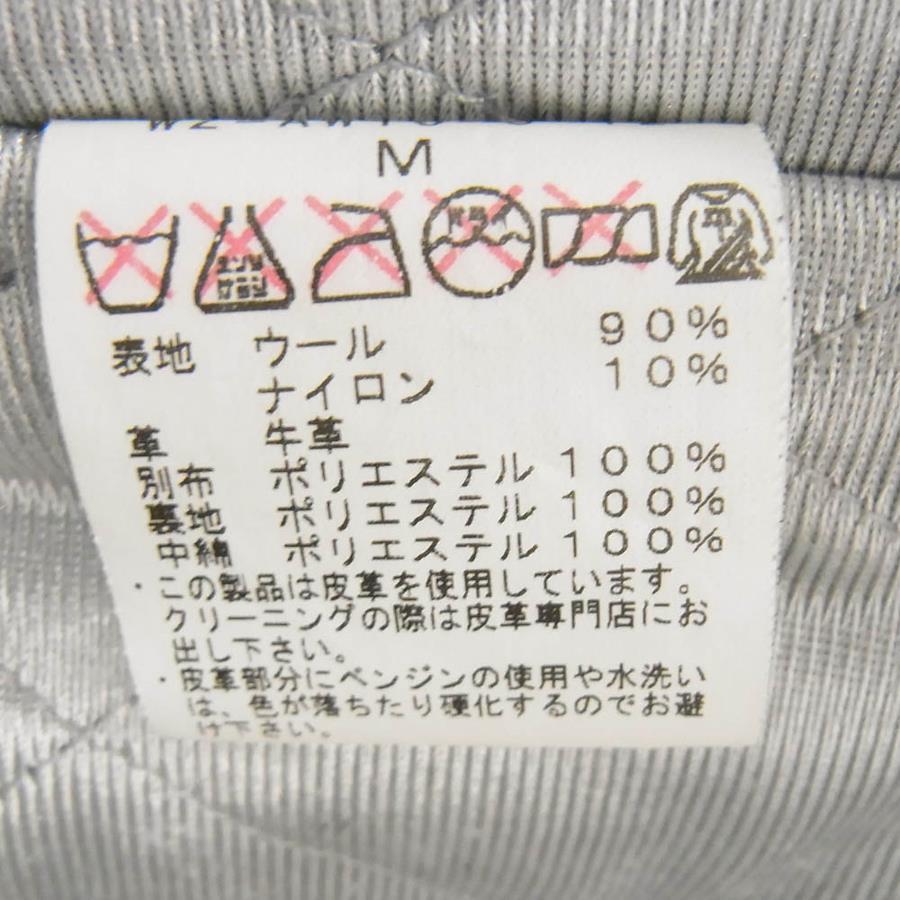 M
平
表地 ウール 90%
ナイロン 10%
革 牛革
別布 ポリエステル 100%
裏地 ポリエステル 100%
中綿 ポリエステル 100%
・この製品は皮革を使用しています。
クリーニングの際は皮革専門店にお
出し下さい。
・皮革部分にベンジンの使用や水洗い
は、色が落ちたり硬化するのでお避
け下さい。